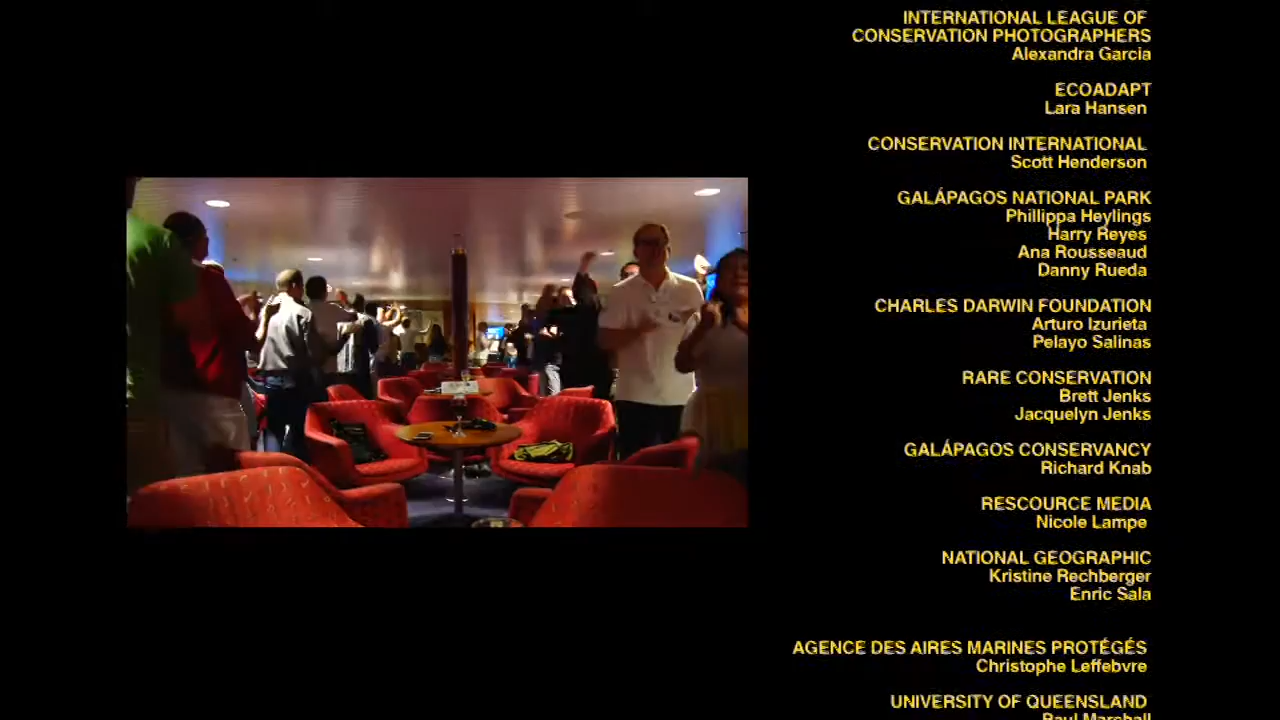 INTERNATIONAL LEAGUE OF
CONSERVATION PHOTOGRAPHERS
Alexandra Garcia
ECOADAPT
Lara Hansen
CONSERVATION INTERNATIONAL
Scott Henderson
GALÁPAGOS NATIONAL PARK
Phillippa Heylings
Harry Reyes
Ana Rousseaud
Danny Rueda
CHARLES DARWIN FOUNDATION
Arturo Izurieta
Pelayo Salinas
RARE CONSERVATION
Brett Jenks
Jacquelyn Jenks
GALÁPAGOS CONSERVANCY
Richard Knab
RESCOURCE MEDIA
Nicole Lampe
NATIONAL GEOGRAPHIC
Kristine Rechberger
Enric Sala
AGENCE DES AIRES MARINES PROTÉGÉS
Christophe Leffebvre
UNIVERSITY OF QUEENSLAND
Paul Marshall